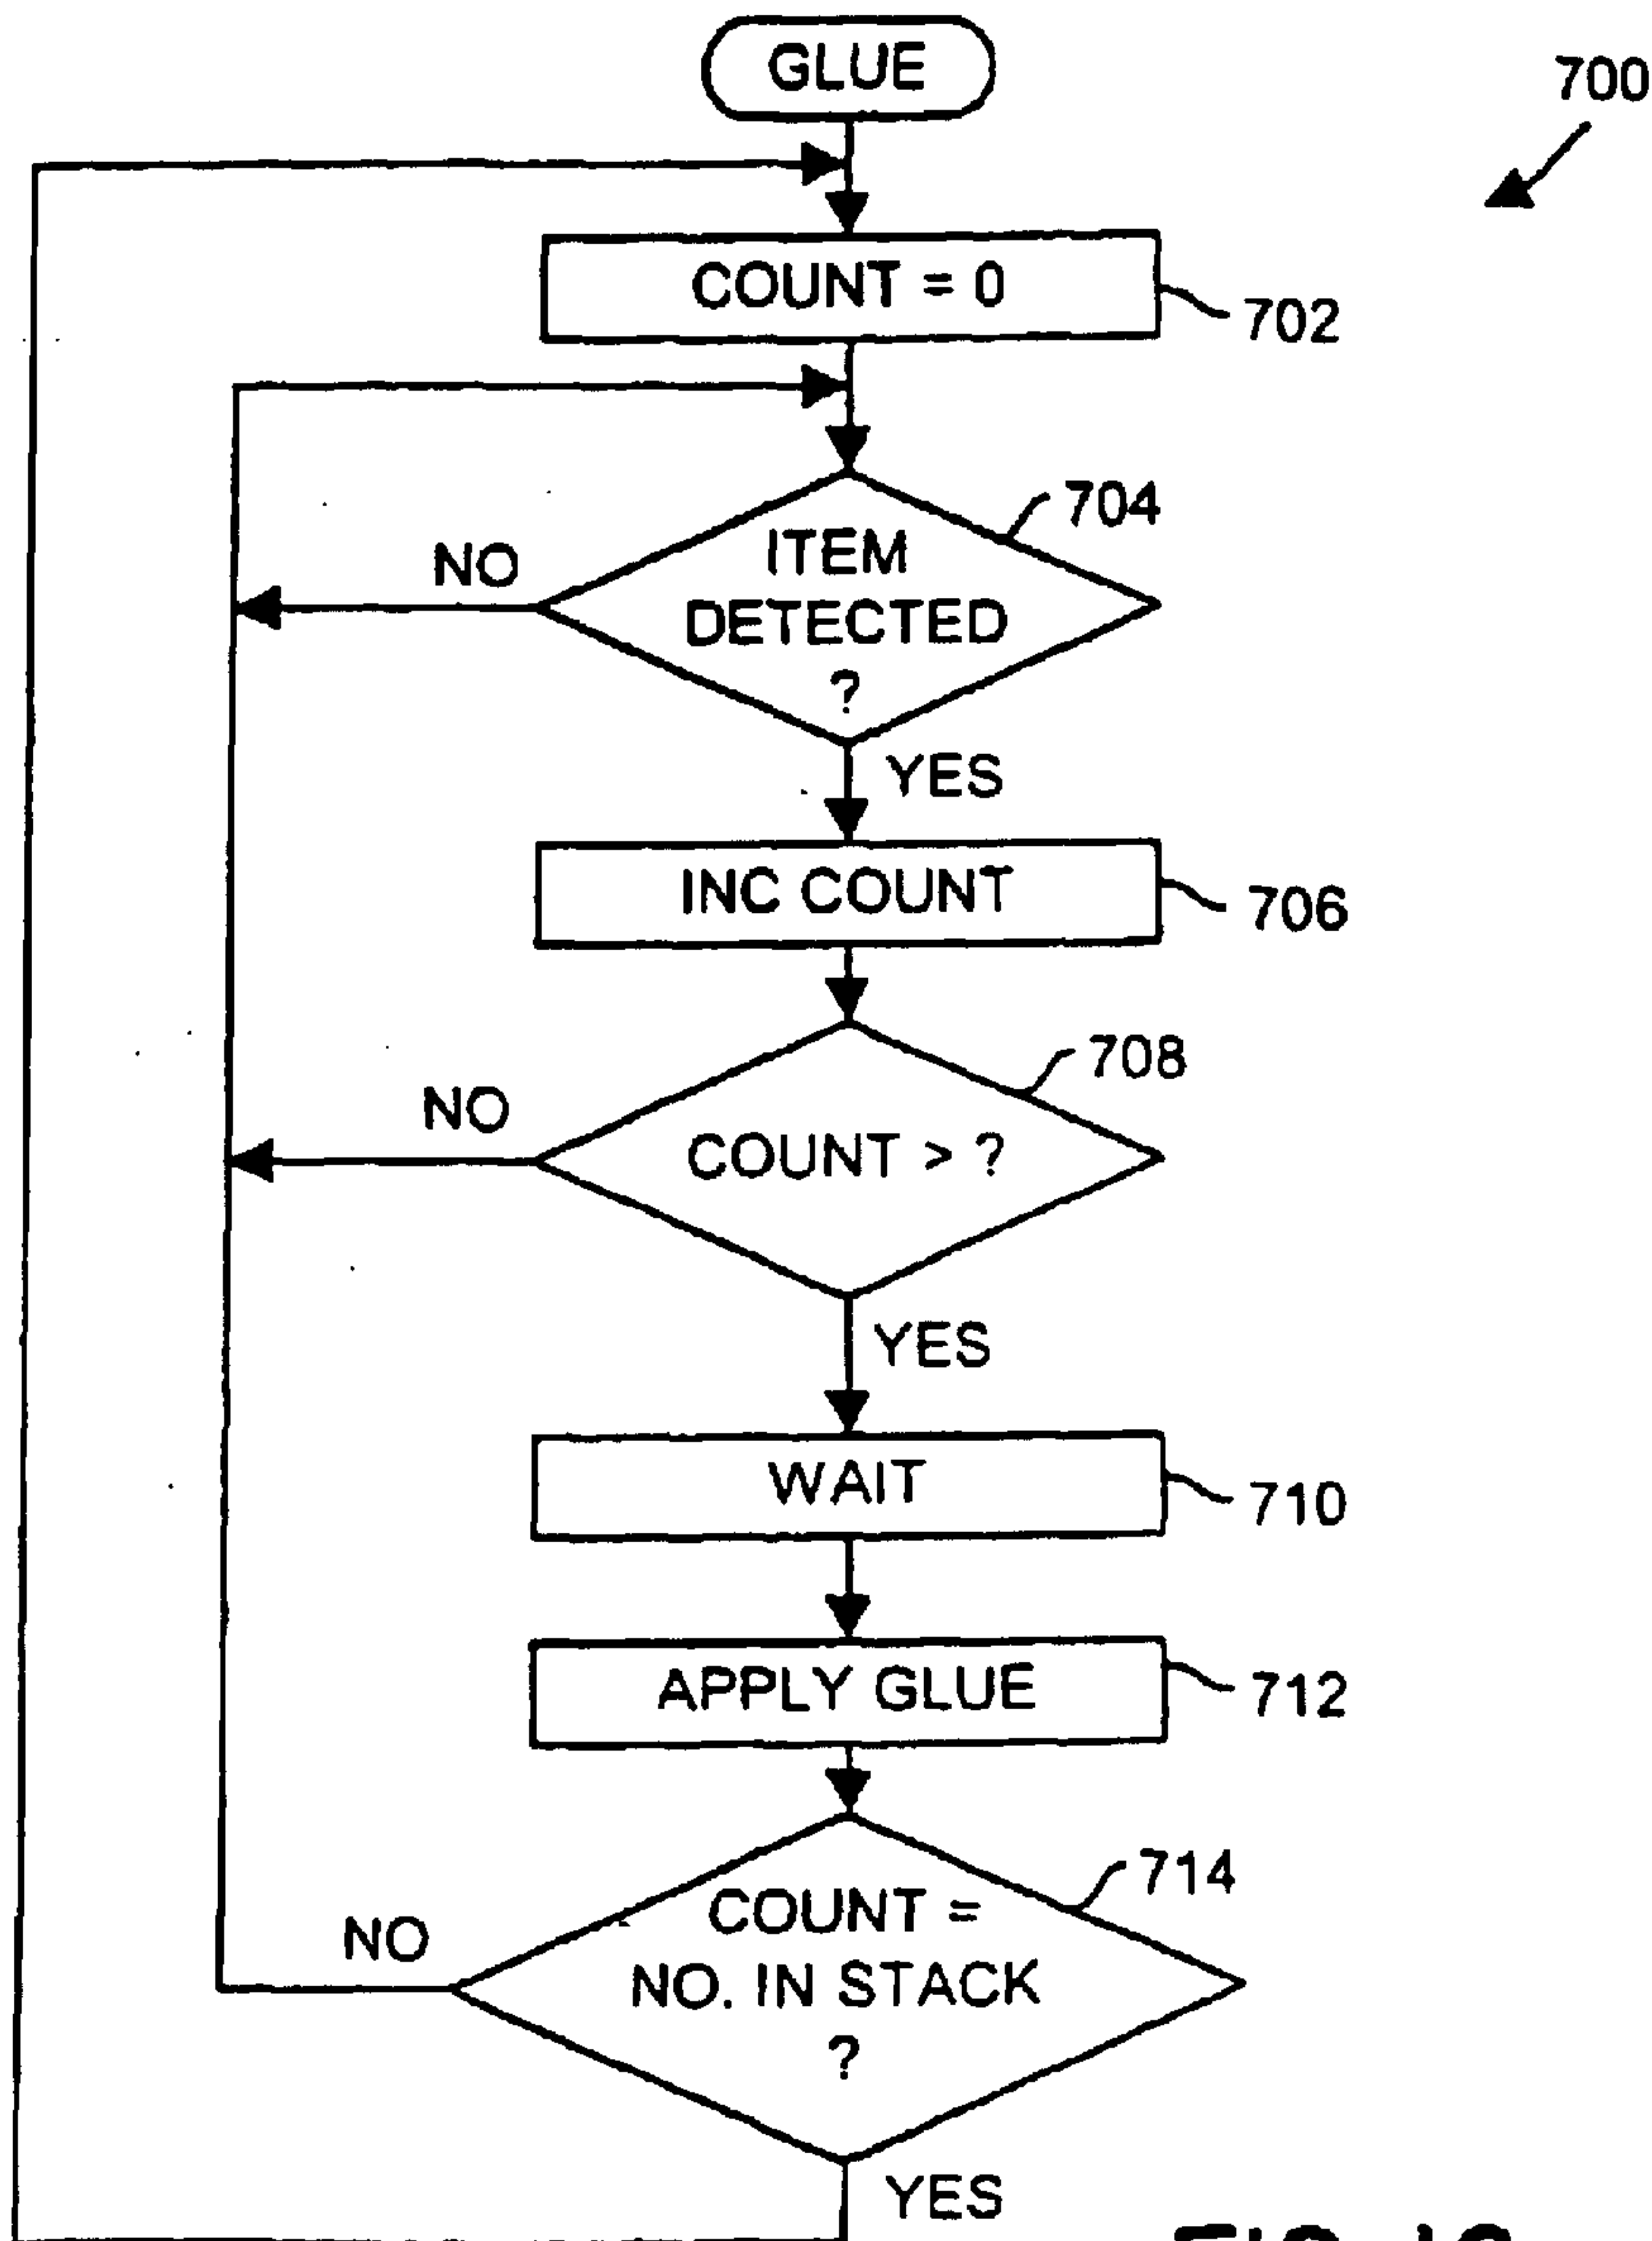 GLUE
700
COUNT = 0
702
704
ITEM
DETECTED
?
NO
YES
INC COUNT
706
708
COUNT > ?
NO
YES
WAIT
710
APPLY GLUE
712
714
COUNT =
NO. IN STACK
?
NO
YES